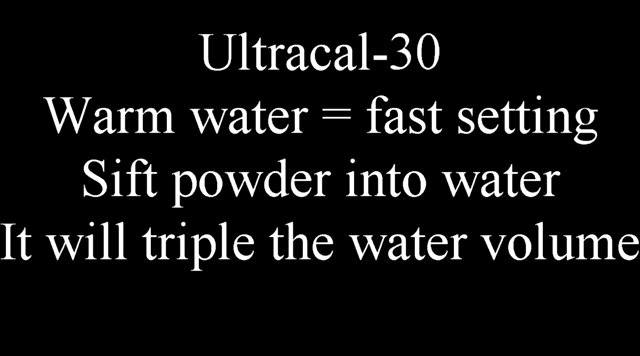 Ultracal-30
Warm water = fast setting
Sift powder into water
It will triple the water volume